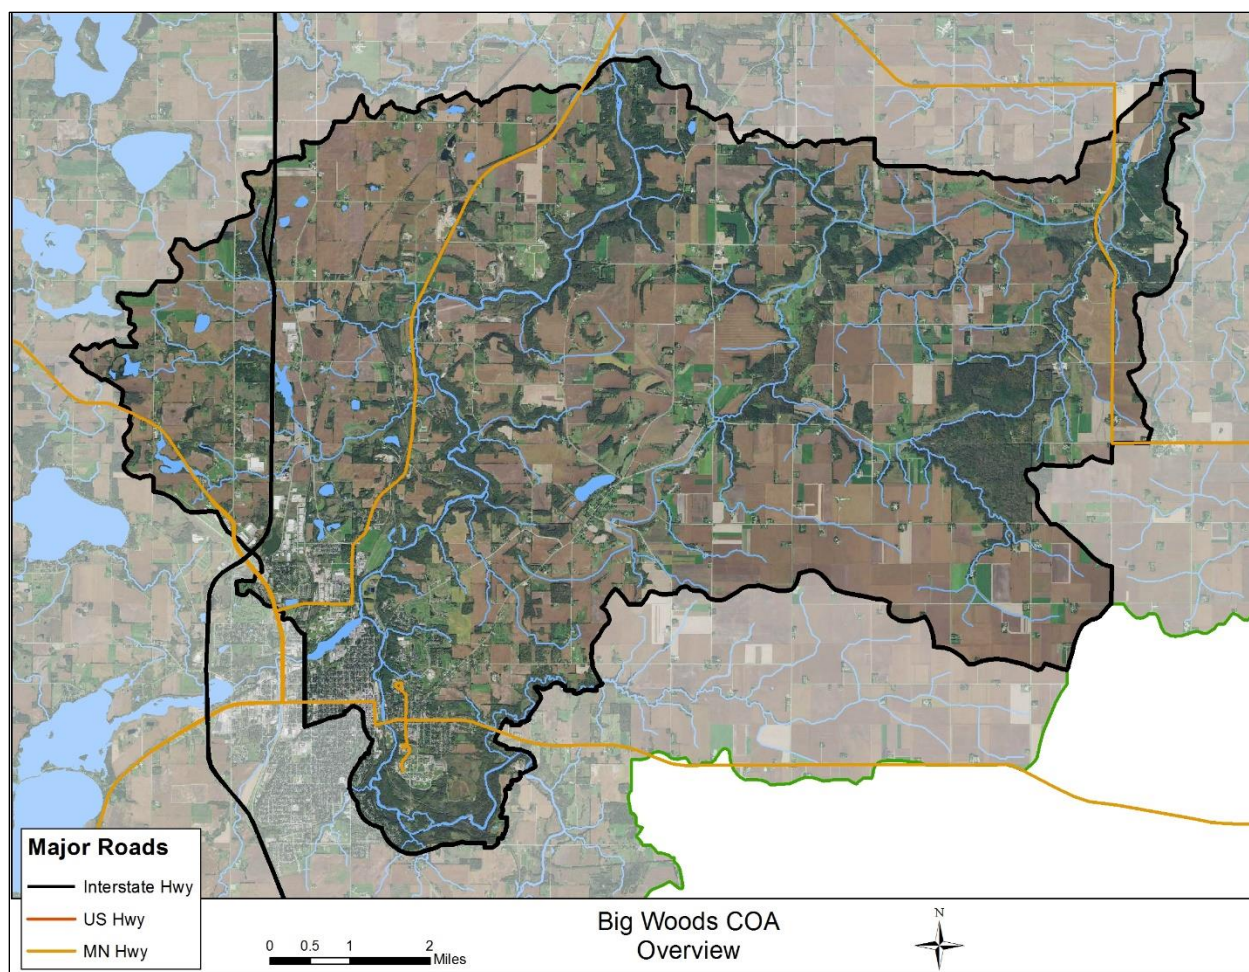 Major Roads
Interstate Hwy
US Hwy
MN Hwy
0 0.5 1 2
Miles
Big Woods COA
Overview
N